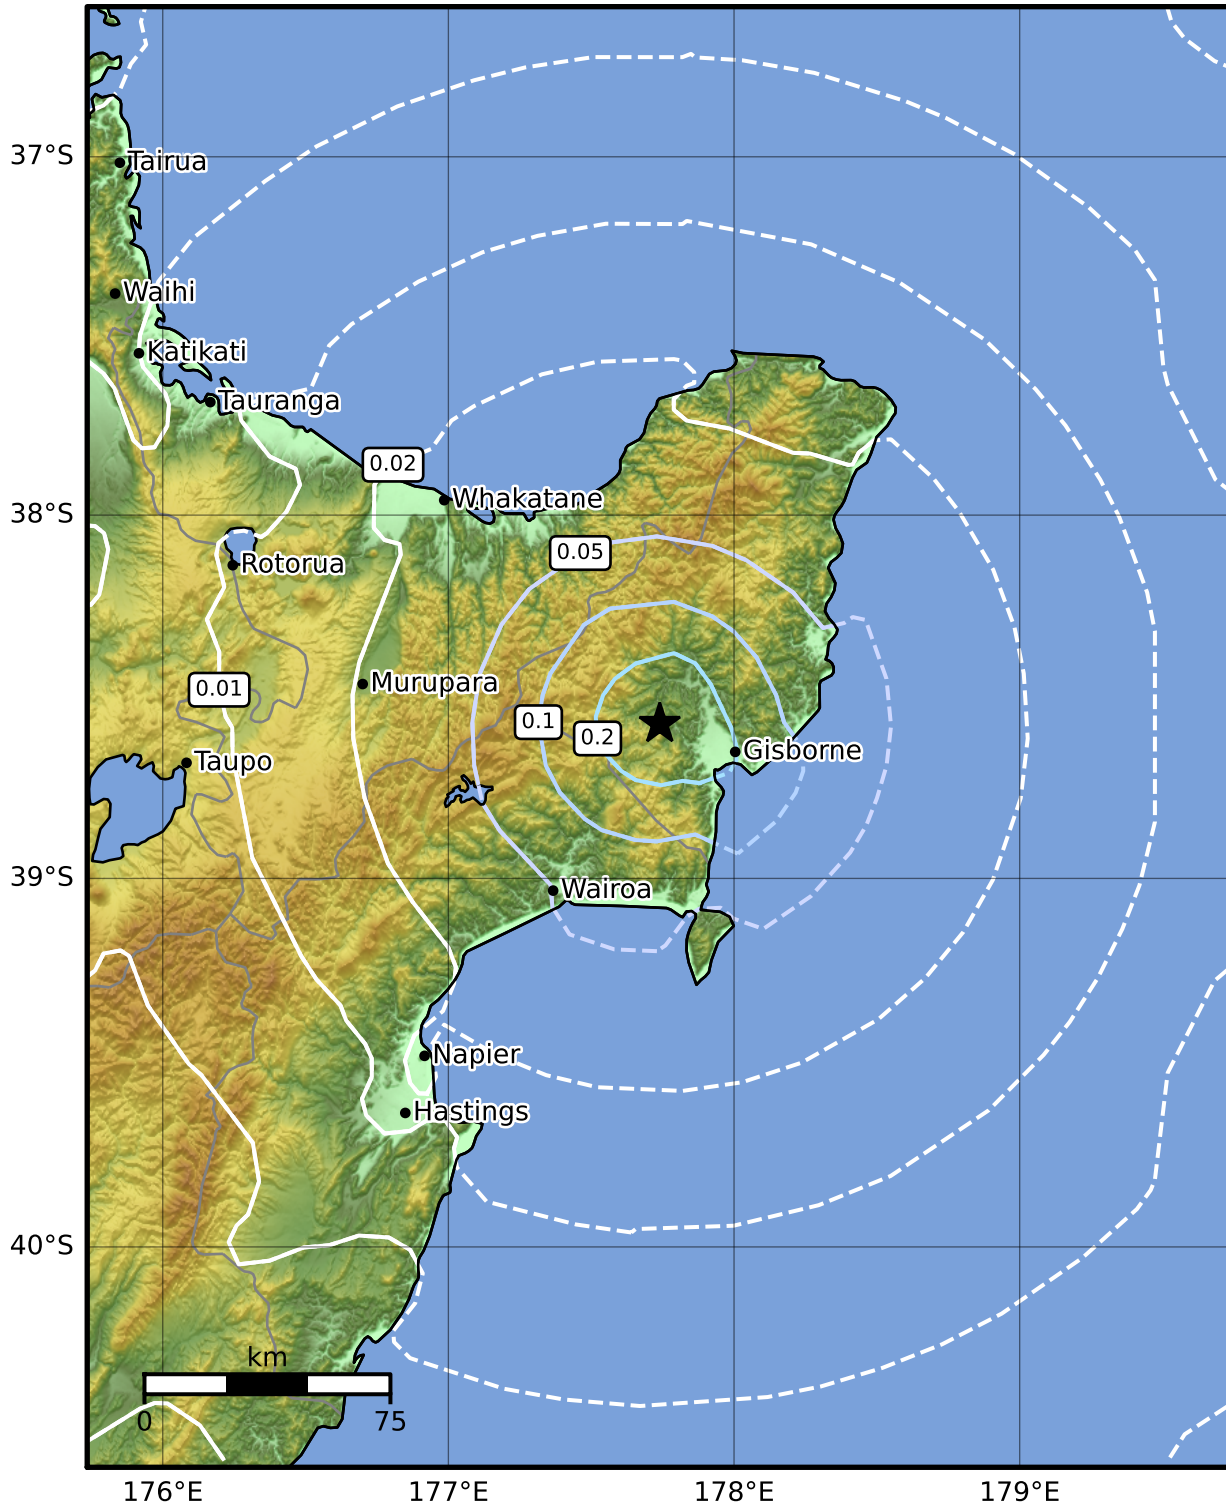 37°S
Tairua
Waihi
Katikati
Tauranga
0.02
Whakatane
38°S
0.05
Rotorua
Murupara
0.01
0.1
0.2
Gisborne
Taupo
39°S
Wairoa
Napier
Hastings
40°S
km
0 75
176°E 177°E 178°E 179°E